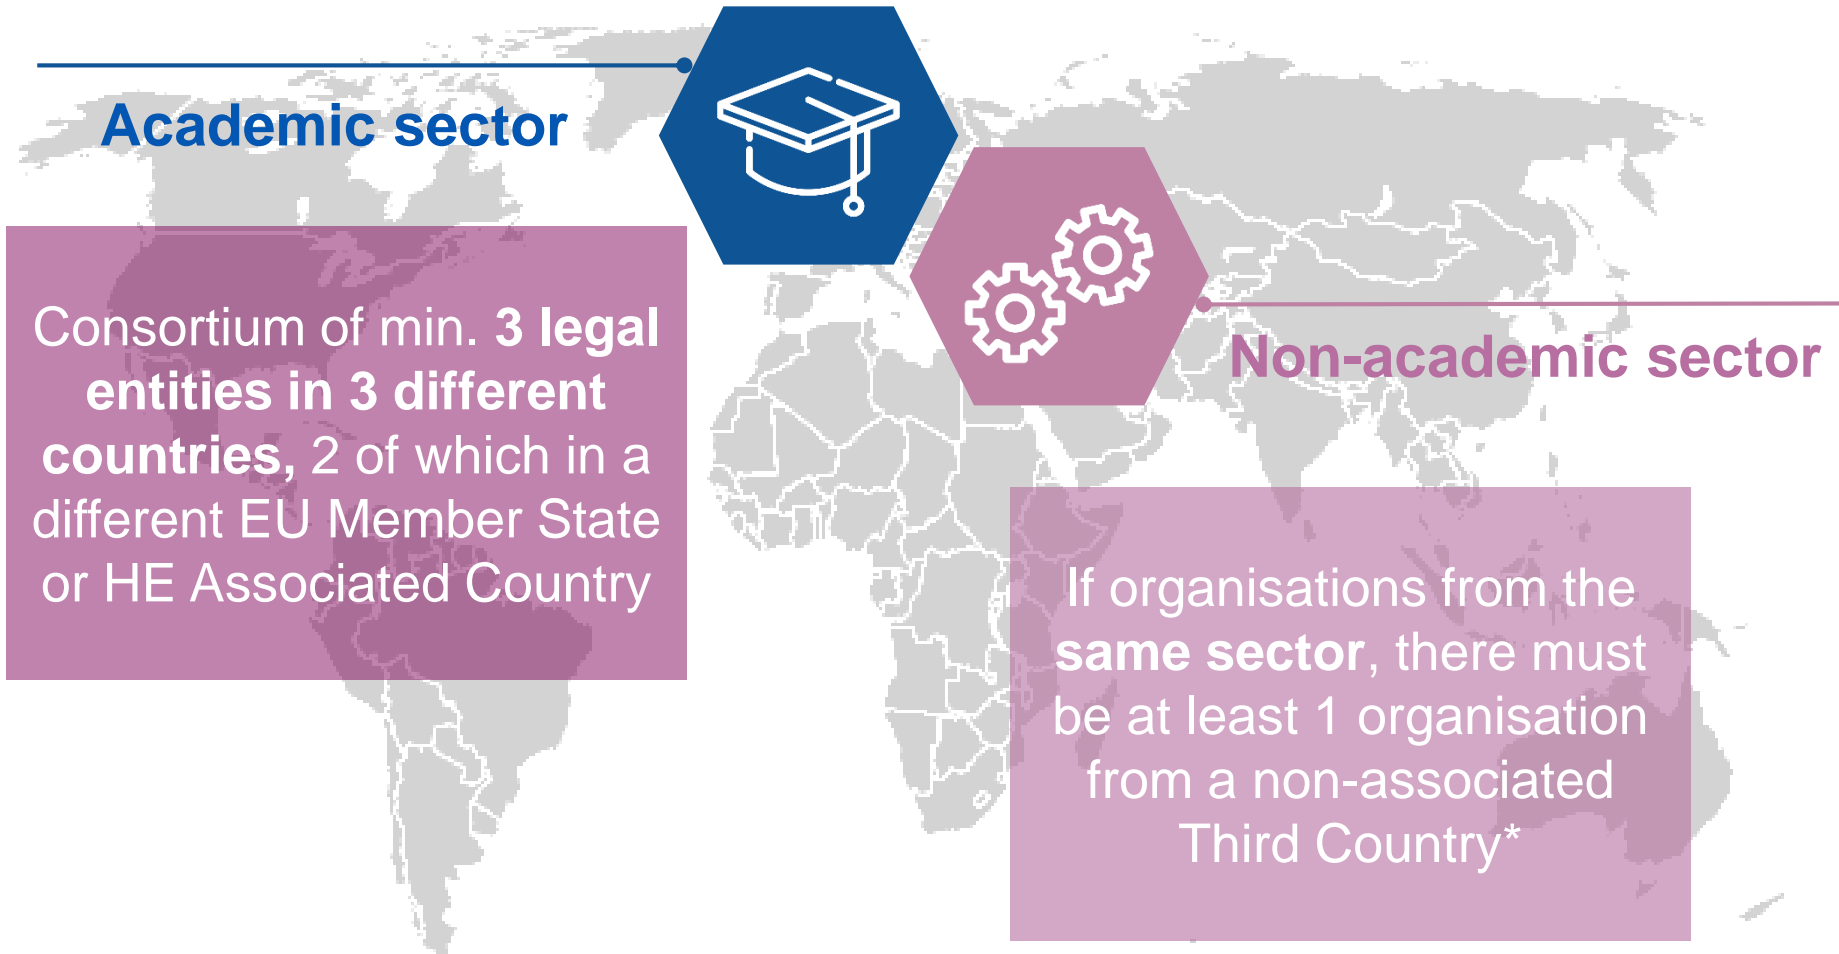 Academic sector
Consortium of min. 3 legal
entities in 3 different
countries, 2 of which in a
different EU Member State
or HE Associated Country
Non-academic sector
If organisations from the
same sector, there must
be at least 1 organisation
from a non-associated
Third Country*